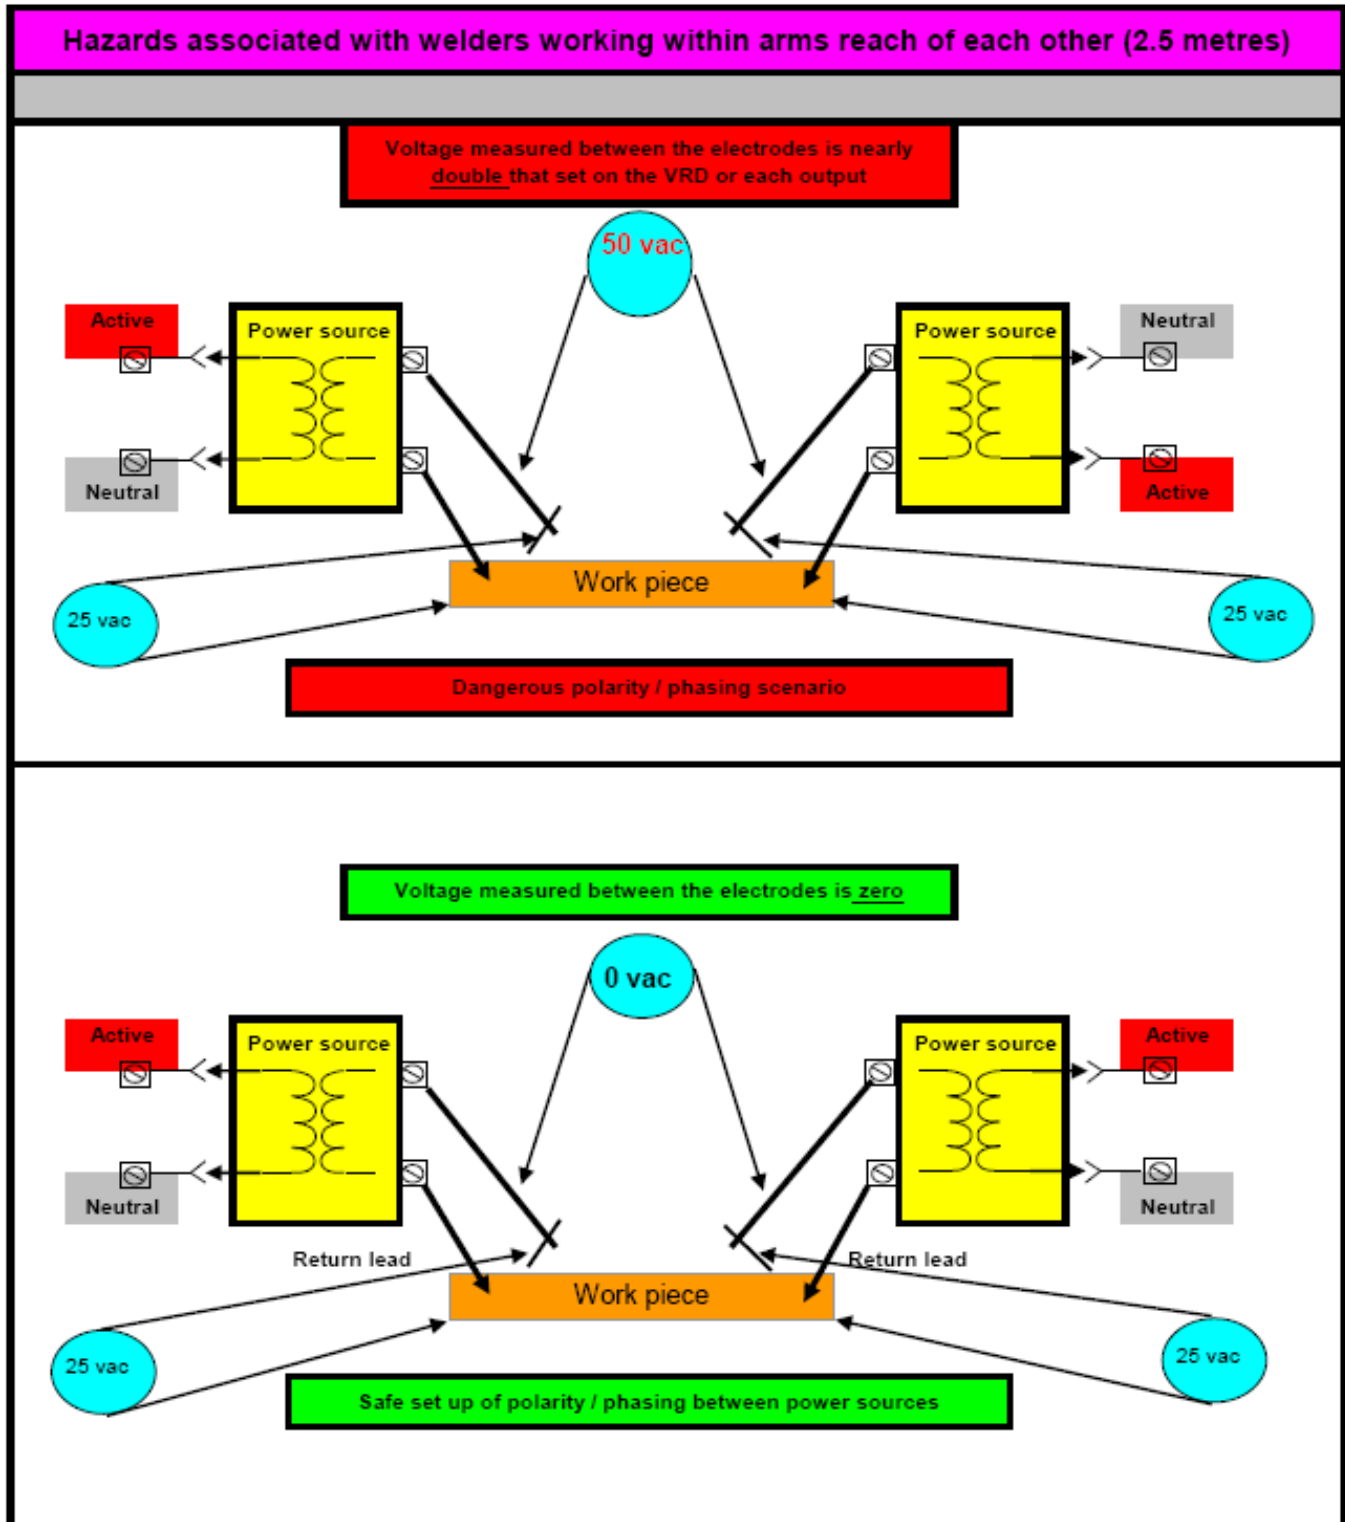 Hazards associated with welders working within arms reach of each other (2.5 metres)
Voltage measured between the electrodes is nearly
double that set on the VRD or each output
50 vac
Active
Power source
Power source
Neutral
Neutral
Active
Work piece
25 vac
25 vac
Dangerous polarity / phasing scenario
Voltage measured between the electrodes is zero
0 vac
Active
Power source
Power source
Active
Neutral
Neutral
Return lead
Return lead
Work piece
25 vac
25 vac
Safe set up of polarity / phasing between power sources